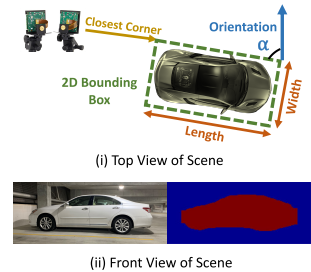 Closest Corner
Orientation
α
2D Bounding
Box
Width
Length
(i) Top View of Scene
(ii) Front View of Scene